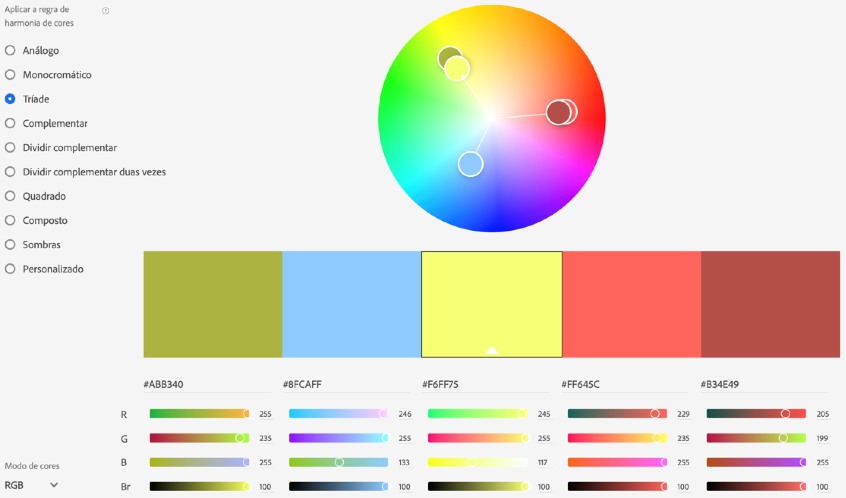 Aplicar a regra de
harmonia de cores
Análogo
Monocromático
Tríade
Complementar
Dividir complementar
Dividir complementar duas vezes
Quadrado
Composto
Sombras
Personalizado
#ABB340 #8FCAFF #F6FF75 #FF645C #B34E49
R 255 246 245 229 205
G 235 255 255 235 199
B 255 133 117 255 255
Br 100 100 100 100 100
Modo de cores
RGB